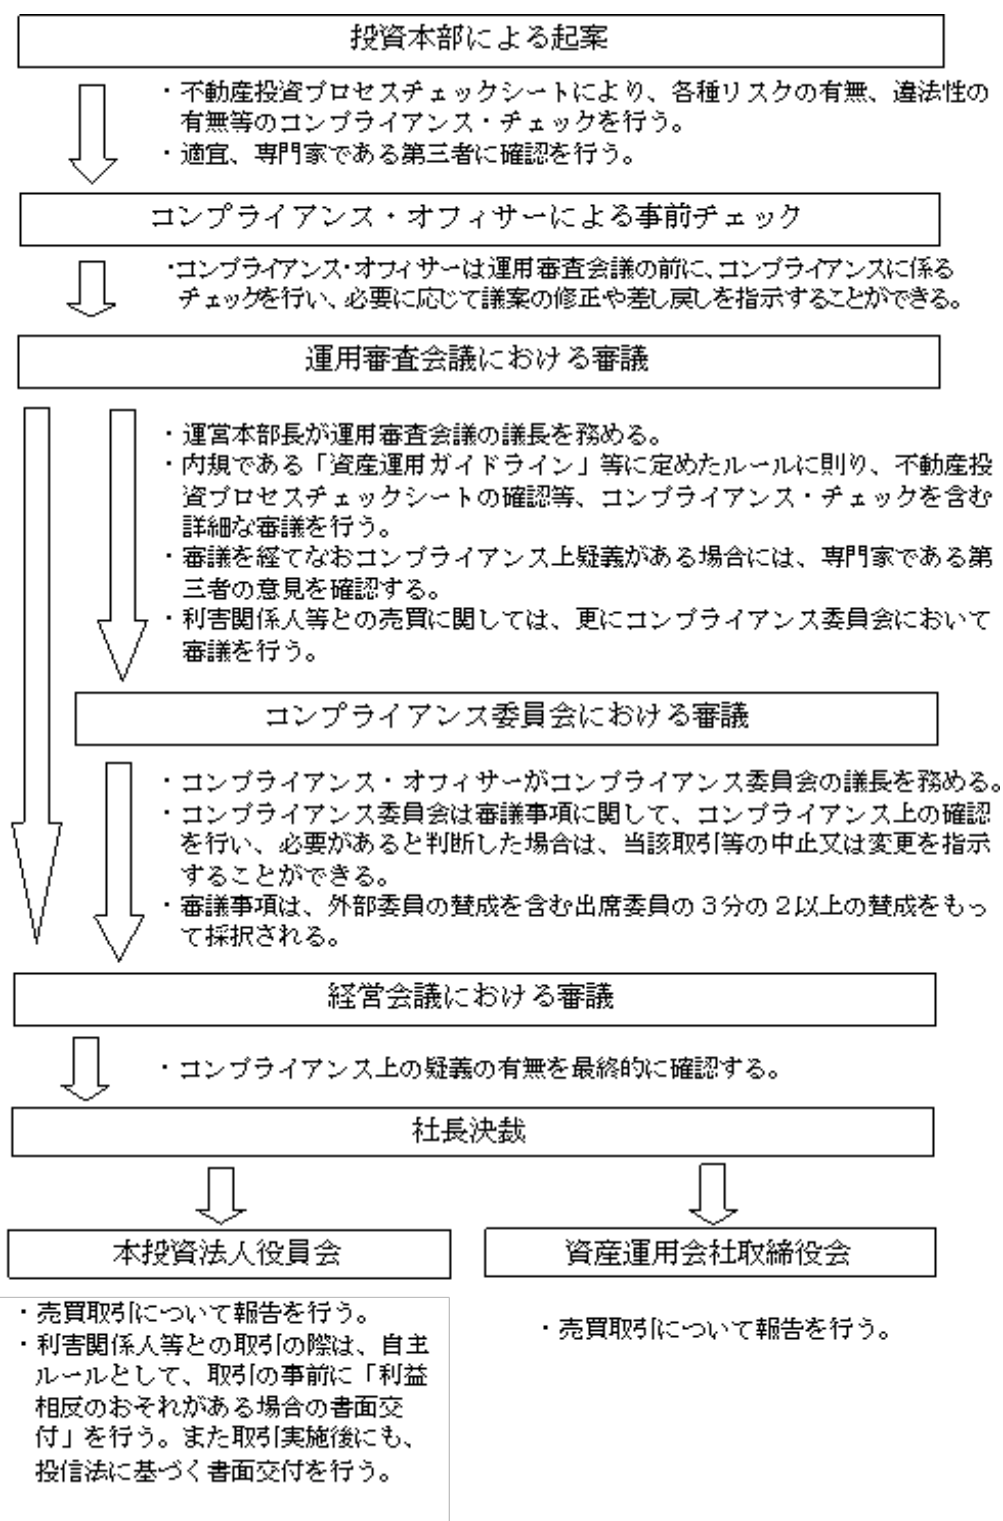 投資本部による起案
・不動産投資プロセスチェックシートにより、各種リスクの有無、違法性の
有無等のコンプライアンス・チェックを行う。
・適宜、専門家である第三者に確認を行う。
コンプライアンス・オフィサーによる事前チェック
・コンプライアンス・オフィサーは運用審査会議の前に、コンプライアンスに係る
チェックを行い、必要に応じて議案の修正や差し戻しを指示することができる。
運用審査会議における審議
・運営本部長が運用審査会議の議長を務める。
・内規である「資産運用ガイドライン」等に定めたルールに則り、不動産投
資プロセスチェックシートの確認等、コンプライアンス・チェックを含む
詳細な審議を行う。
・審議を経てなおコンプライアンス上疑義がある場合には、専門家である第
三者の意見を確認する。
・利害関係人等との売買に関しては、更にコンプライアンス委員会において
審議を行う。
コンプライアンス委員会における審議
・コンプライアンス・オフィサーがコンプライアンス委員会の議長を務める。
・コンプライアンス委員会は審議事項に関して、コンプライアンス上の確認
を行い、必要があると判断した場合は、当該取引等の中止又は変更を指示
することができる。
・審議事項は、外部委員の賛成を含む出席委員の3分の2以上の賛成をもっ
て採択される。
経営会議における審議
・コンプライアンス上の疑義の有無を最終的に確認する。
社長決裁
本投資法人役員会
資産運用会社取締役会
・売買取引について報告を行う。
・利害関係人等との取引の際は、自主
ルールとして、取引の事前に「利益
相反のおそれがある場合の書面交
付」を行う。また取引実施後にも、
投信法に基づく書面交付を行う。
・売買取引について報告を行う。